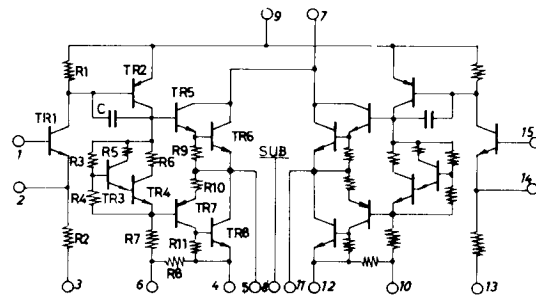 9 7
R1 TR2
TR5
C
TR1 TR6
1 R3 R5 R6 R9 SUB 15
R4 TR3 TR4 R10 14
2 TR7
R2 R7 R11 TR8
R8
3 6 4 5 8 11 12 10 13